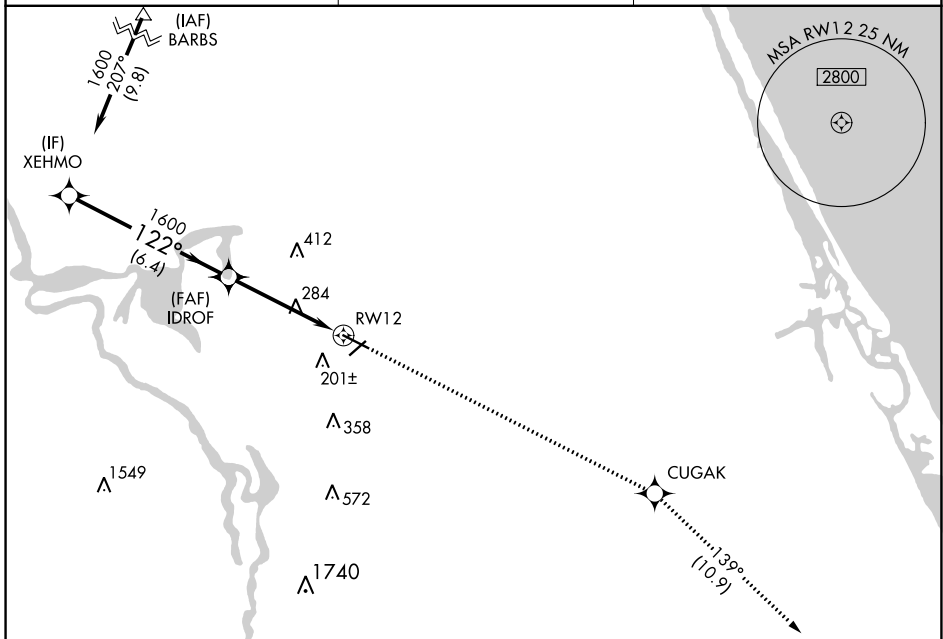 (IAF)
BARBS
1600
207°
(9.8)
MSA RW12 25 NM
2800
(IF)
XEHMO
1600
122°
(6.4)
412
(FAF)
IDROF
284
RW12
201±
358
1549
572
CUGAK
1740
139°
(10.9)